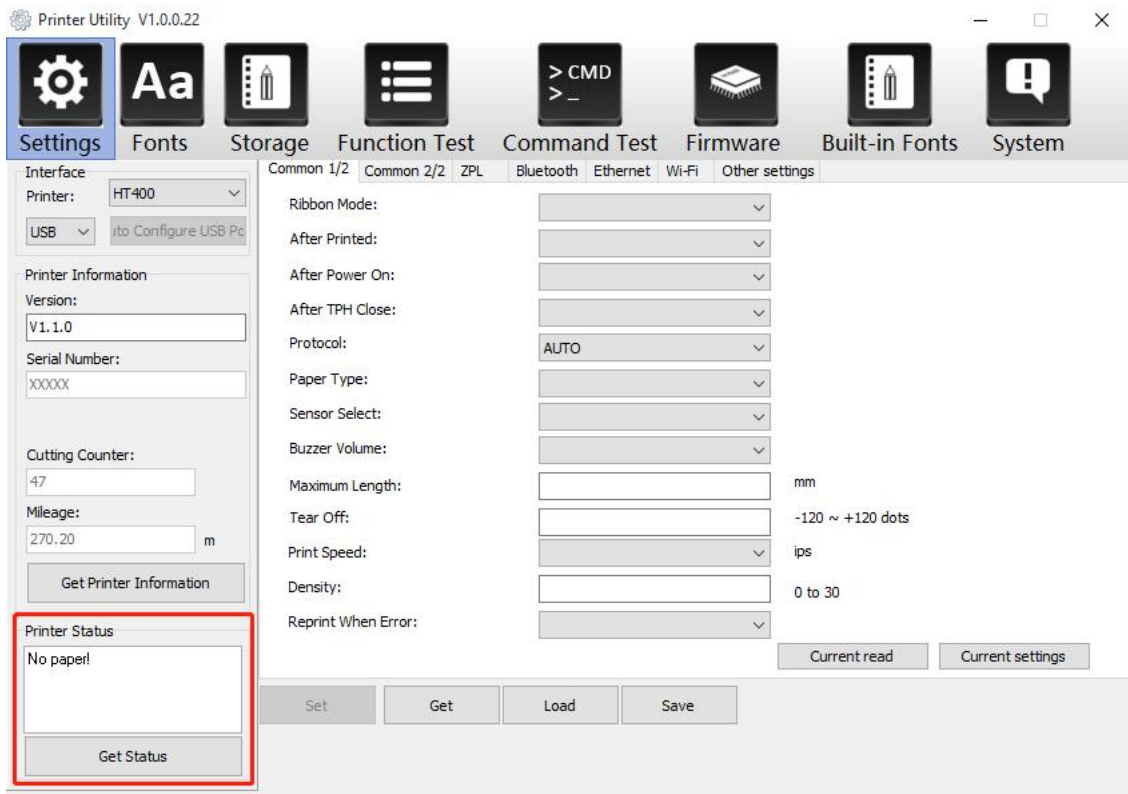 Printer Utility V1.0.0.22
Aa
> CMD
> _
Settings Fonts Storage Function Test Command Test Firmware Built-in Fonts System
Interface
Printer: HT400
USB
Printer Information
Version:
V1.1.0
Serial Number:
XXXXX
Cutting Counter:
47
Mileage:
270.20 m
Get Printer Information
Printer Status
No paper!
Get Status
Common 1/2 Common 2/2 ZPL Bluetooth Ethernet Wi-Fi Other settings
Ribbon Mode:
After Printed:
After Power On:
After TPH Close:
Protocol: AUTO
Paper Type:
Sensor Select:
Buzzer Volume:
Maximum Length: mm
Tear Off: -120 ~ +120 dots
Print Speed: ips
Density: 0 to 30
Reprint When Error:
Current read Current settings
Set Get Load Save